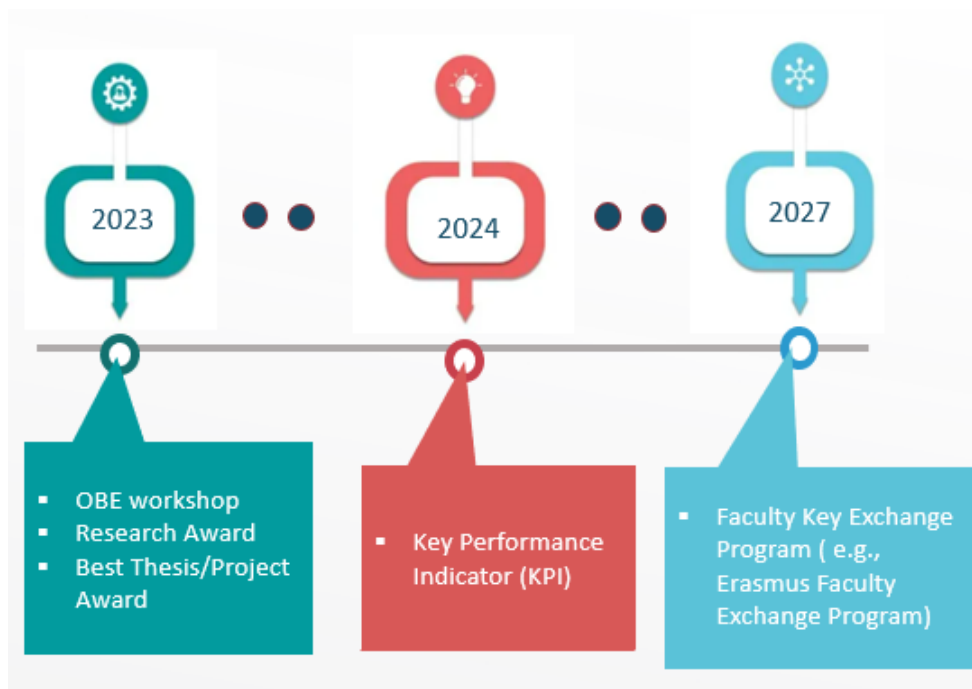 2023
2024
2027
▪ OBE workshop
▪ Research Award
▪ Best Thesis/Project
Award
▪ Key Performance
Indicator (KPI)
▪ Faculty Key Exchange
Program ( e.g.,
Erasmus Faculty
Exchange Program)